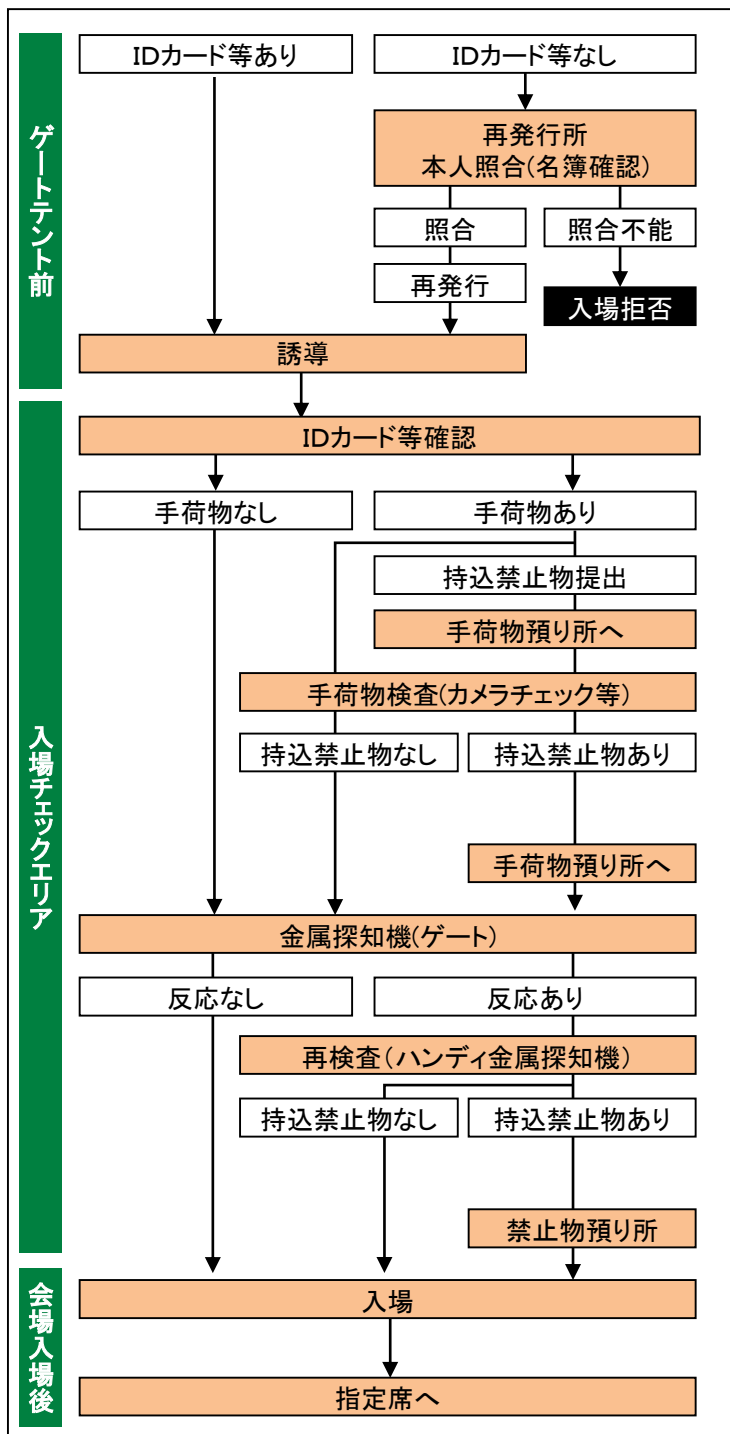 ゲートテント前
IDカード等あり
IDカード等なし
再発行所
本人照合(名簿確認)
照合
照合不能
再発行
入場拒否
誘導
入場チェックエリア
IDカード等確認
手荷物なし
手荷物あり
持込禁止物提出
手荷物預り所へ
手荷物検査(カメラチェック等)
持込禁止物なし
持込禁止物あり
手荷物預り所へ
金属探知機(ゲート)
反応なし
反応あり
再検査(ハンディ金属探知機)
持込禁止物なし
持込禁止物あり
禁止物預り所
会場入場後
入場
指定席へ